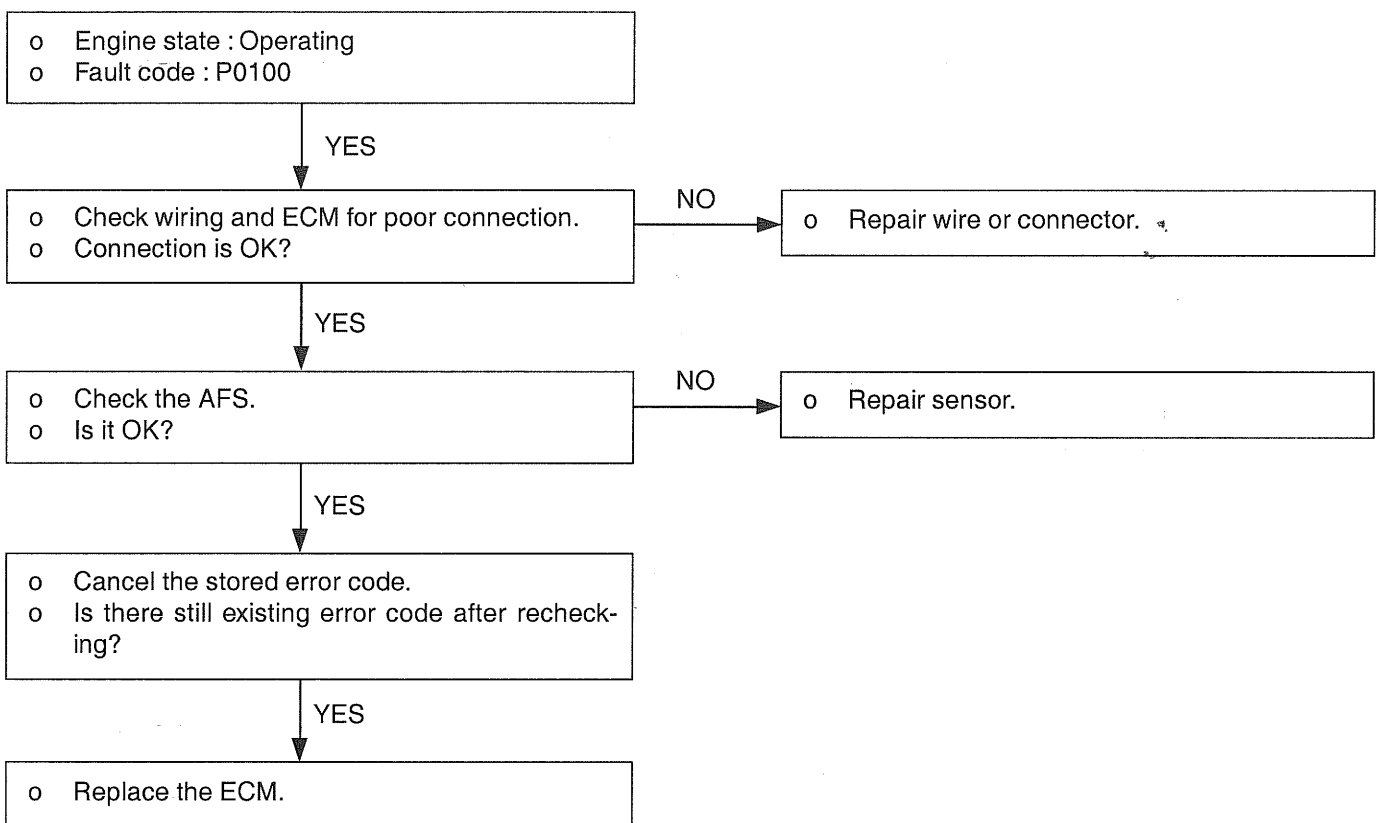 o Engine state : Operating
o Fault code : P0100
YES
o Check wiring and ECM for poor connection.
o Connection is OK?
NO
o Repair wire or connector.
YES
o Check the AFS.
o Is it OK?
NO
o Repair sensor.
YES
o Cancel the stored error code.
o Is there still existing error code after recheck-
ing?
YES
o Replace the ECM.